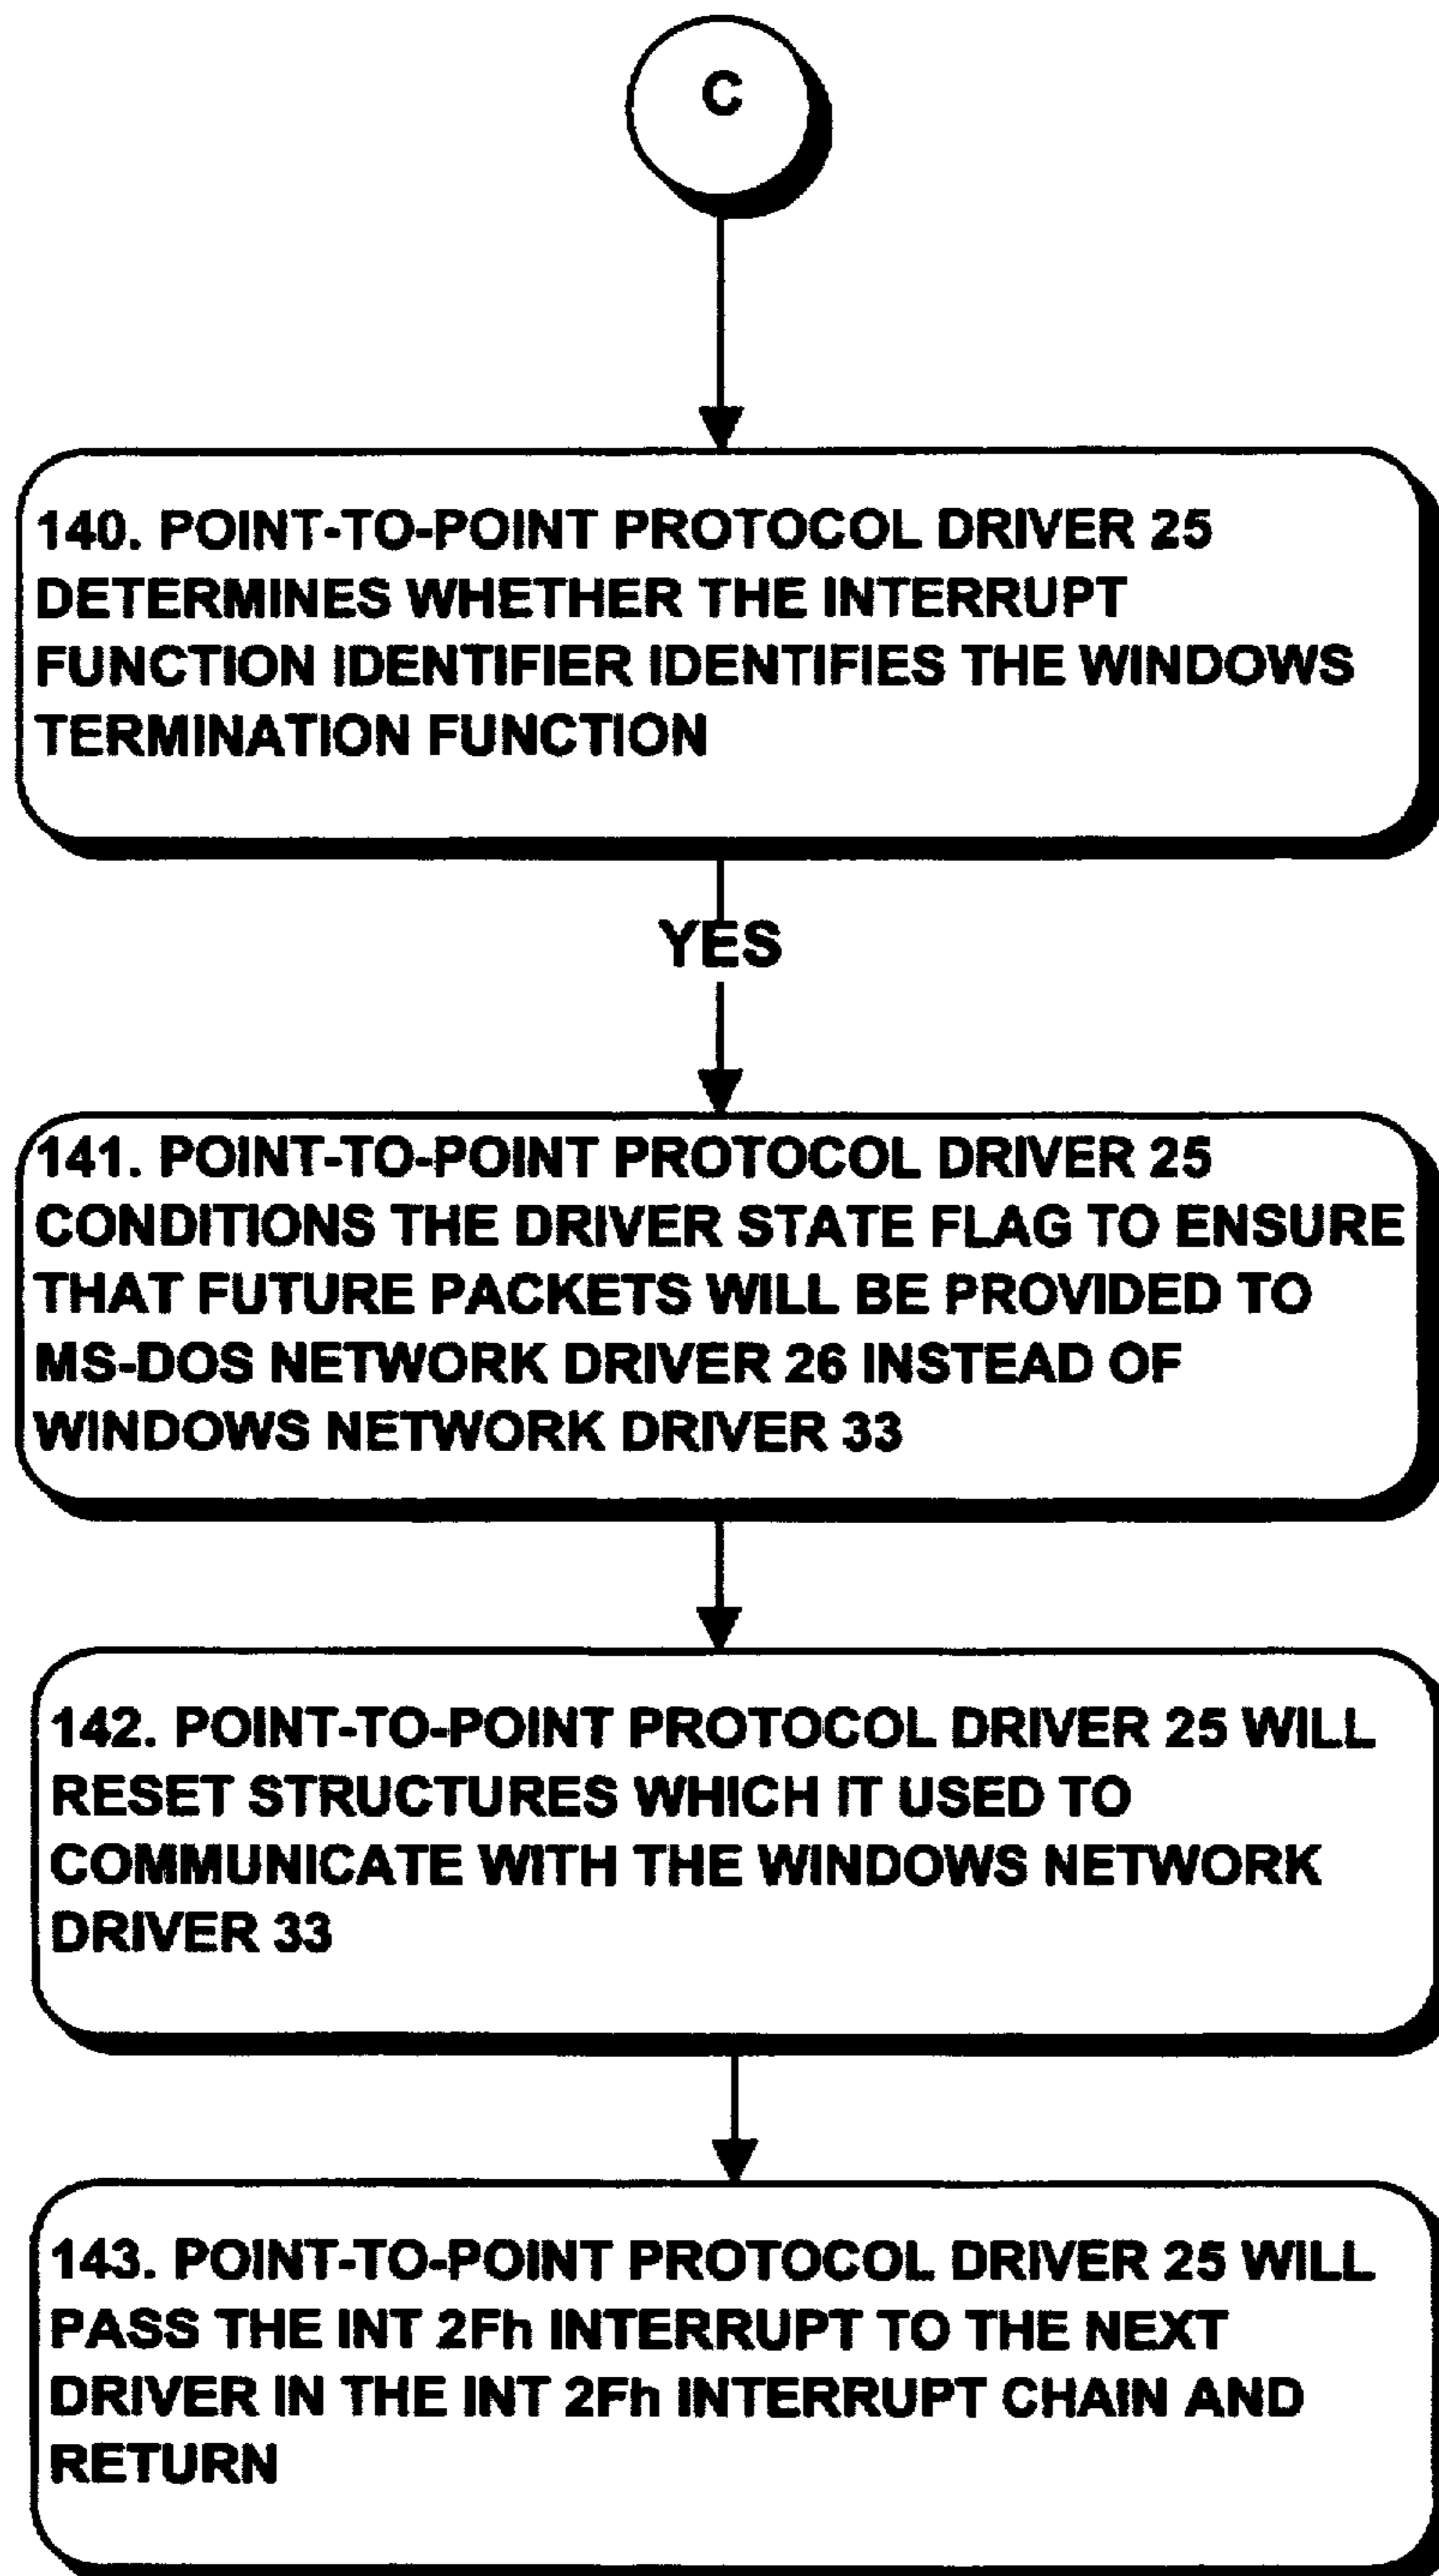 C
140. POINT-TO-POINT PROTOCOL DRIVER 25
DETERMINES WHETHER THE INTERRUPT
FUNCTION IDENTIFIER IDENTIFIES THE WINDOWS
TERMINATION FUNCTION
YES
141. POINT-TO-POINT PROTOCOL DRIVER 25
CONDITIONS THE DRIVER STATE FLAG TO ENSURE
THAT FUTURE PACKETS WILL BE PROVIDED TO
MS-DOS NETWORK DRIVER 26 INSTEAD OF
WINDOWS NETWORK DRIVER 33
142. POINT-TO-POINT PROTOCOL DRIVER 25 WILL
RESET STRUCTURES WHICH IT USED TO
COMMUNICATE WITH THE WINDOWS NETWORK
DRIVER 33
143. POINT-TO-POINT PROTOCOL DRIVER 25 WILL
PASS THE INT 2Fh INTERRUPT TO THE NEXT
DRIVER IN THE INT 2Fh INTERRUPT CHAIN AND
RETURN